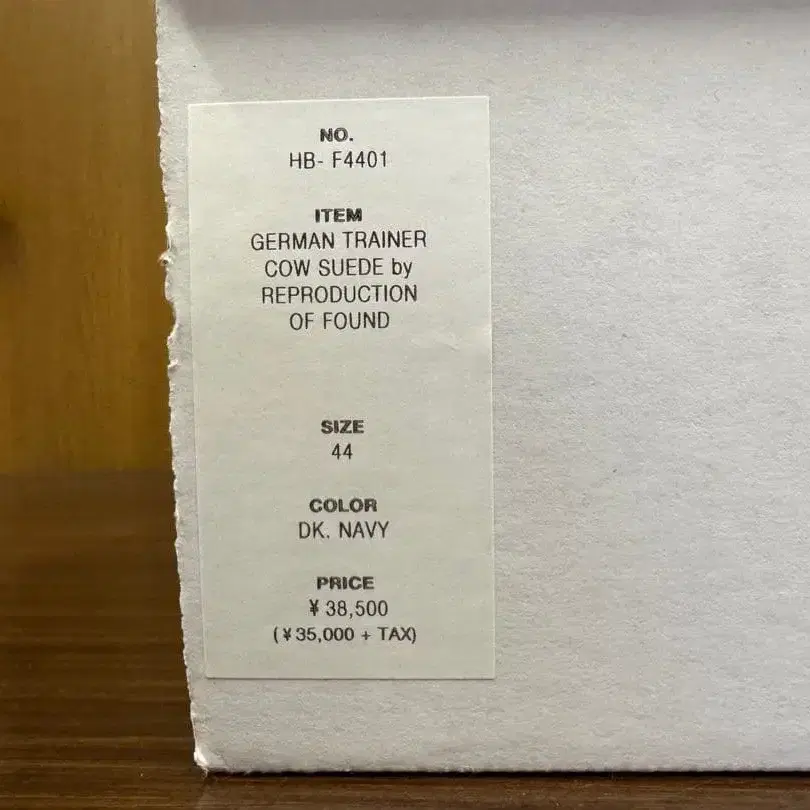 NO.
HB- F4401
ITEM
GERMAN TRAINER
COW SUEDE by
REPRODUCTION
OF FOUND
SIZE
44
COLOR
DK. NAVY
PRICE
¥ 38,500
(¥35,000 + TAX)